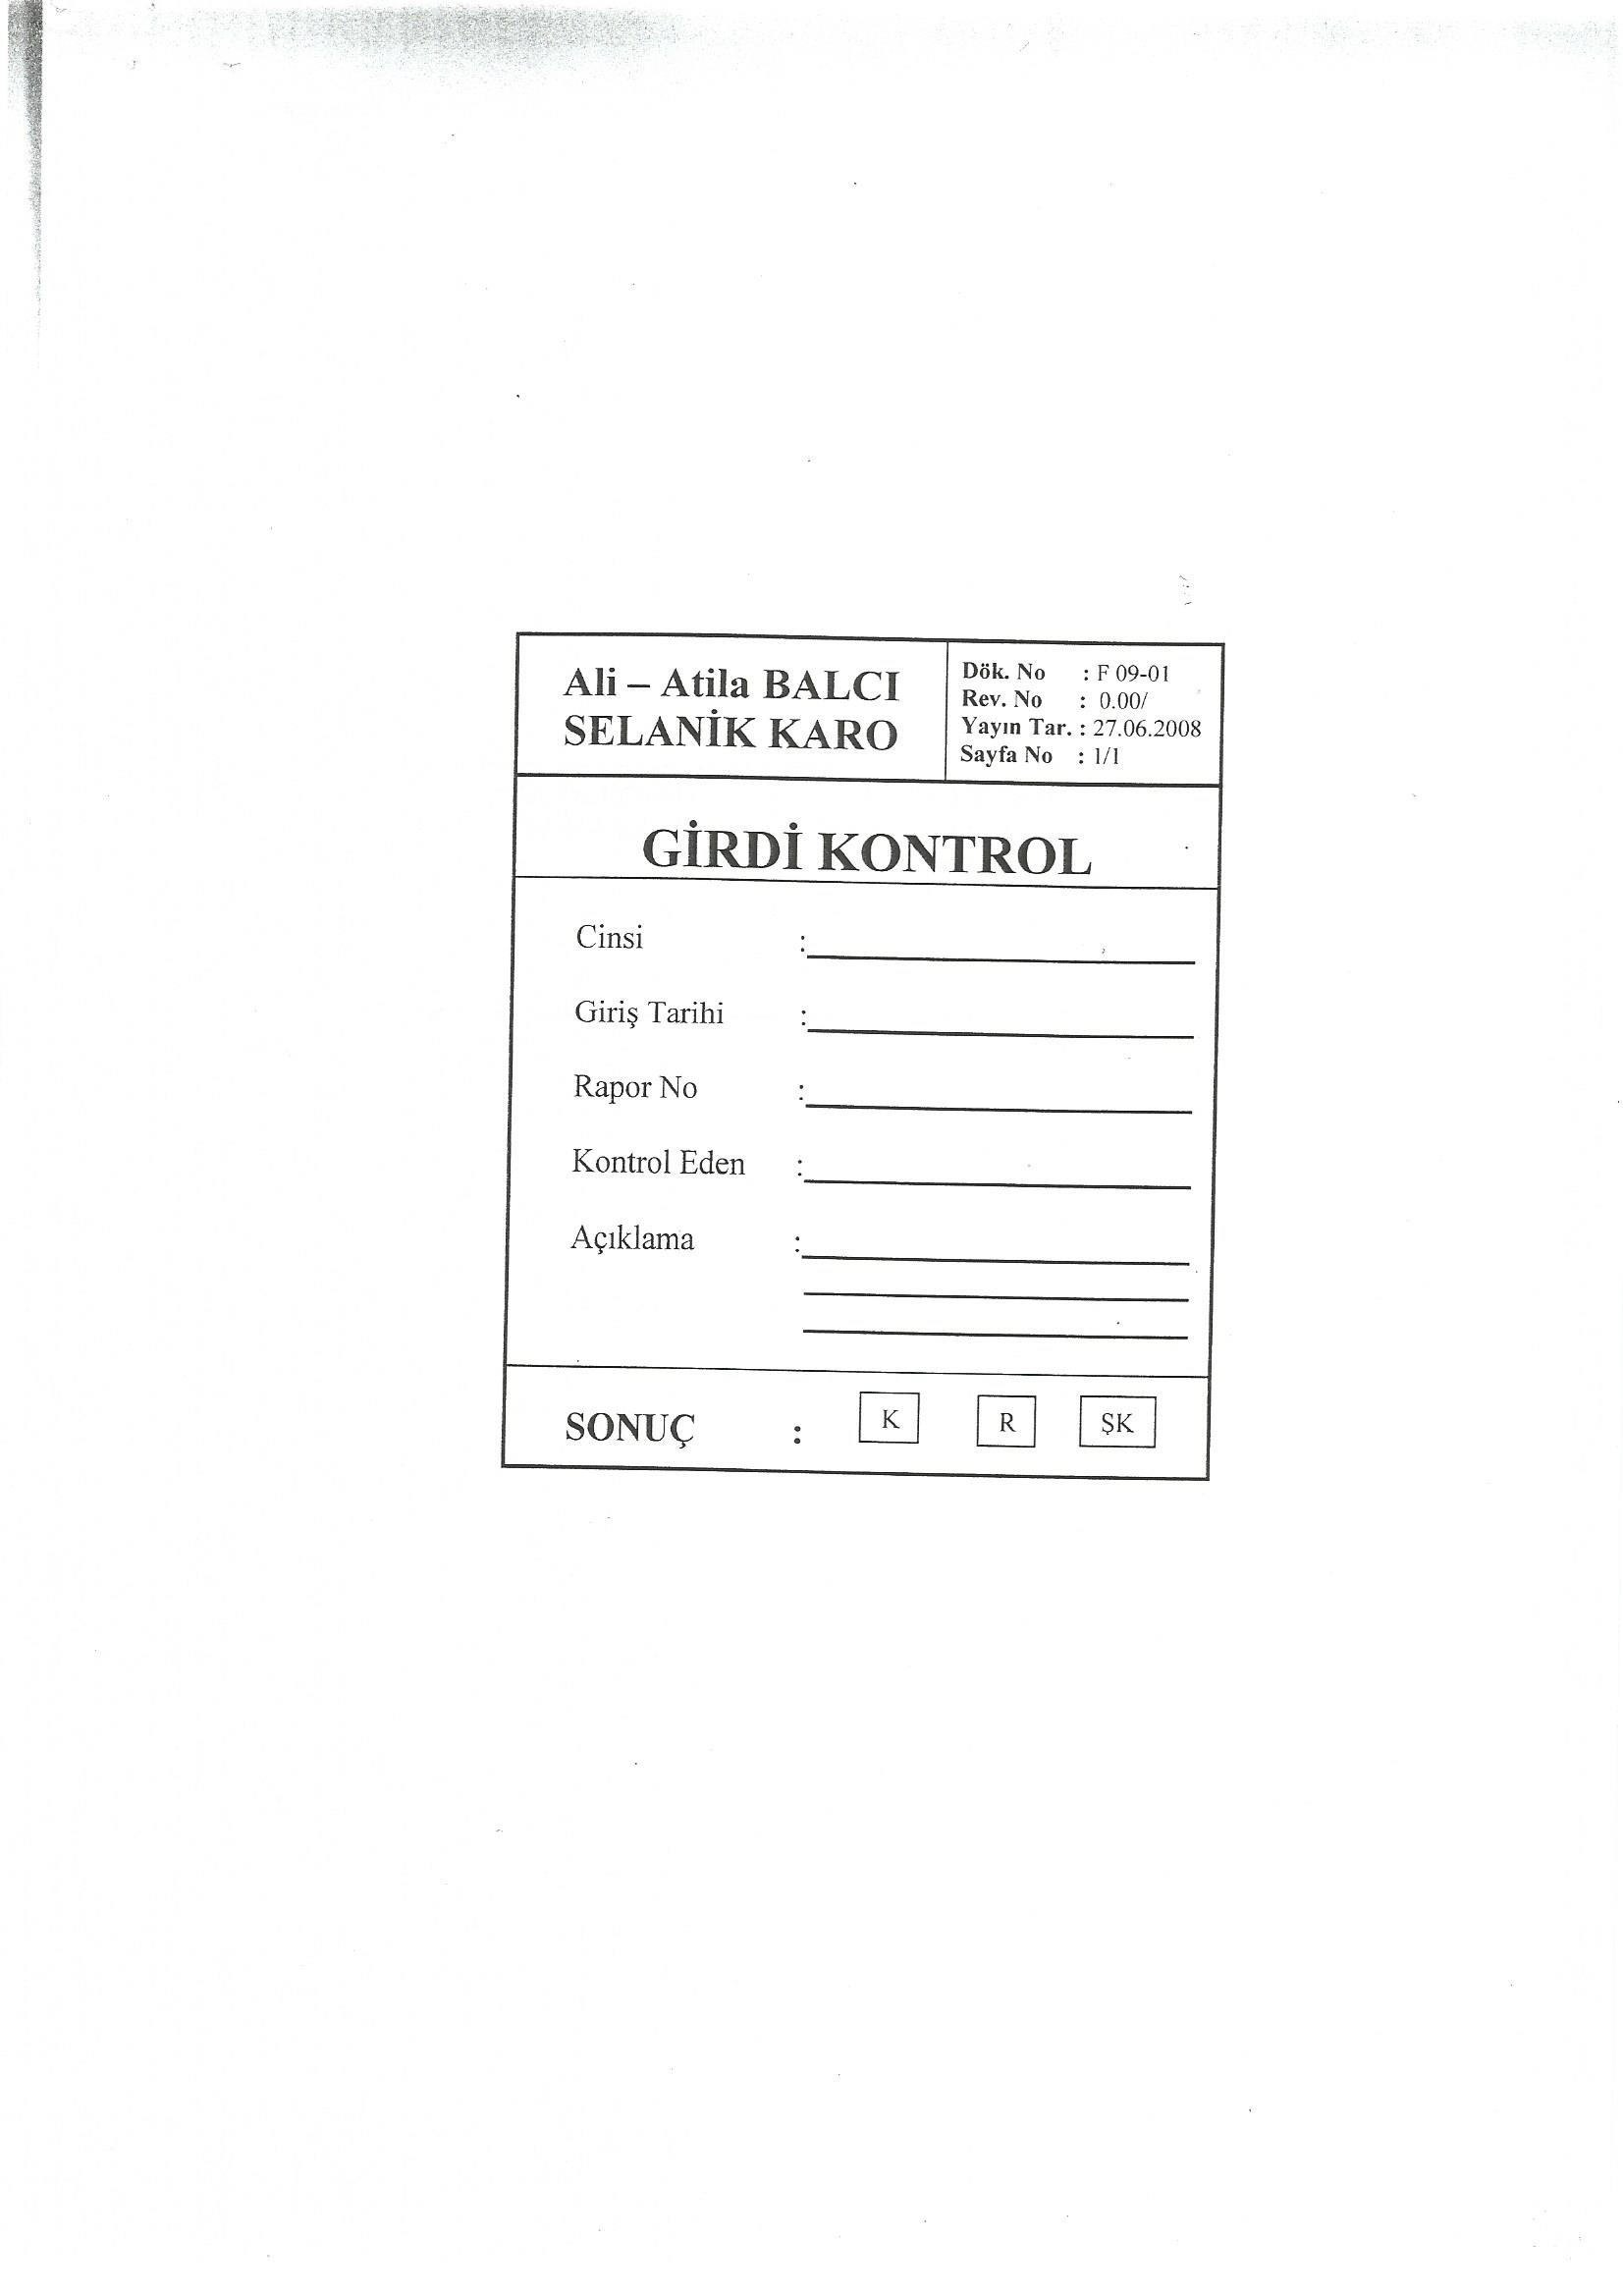 Ali – Atila BALCI
SELANİK KARO
Dök. No : F 09-01
Rev. No : 0.00/
Yayın Tar. : 27.06.2008
Sayfa No : 1/1
GİRDİ KONTROL
Cinsi :
Giriş Tarihi :
Rapor No :
Kontrol Eden :
Açıklama :
SONUÇ : K R ŞK